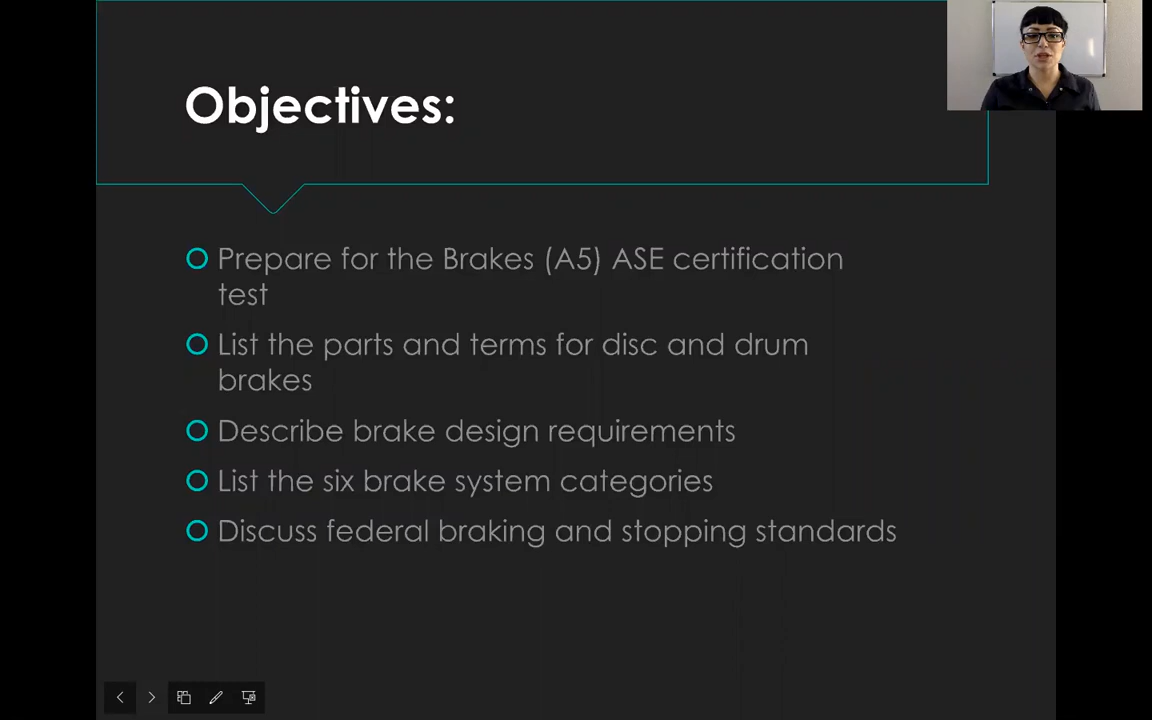 Objectives:
Prepare for the Brakes (A5) ASE certification
test
List the parts and terms for disc and drum
brakes
Describe brake design requirements
List the six brake system categories
Discuss federal braking and stopping standards